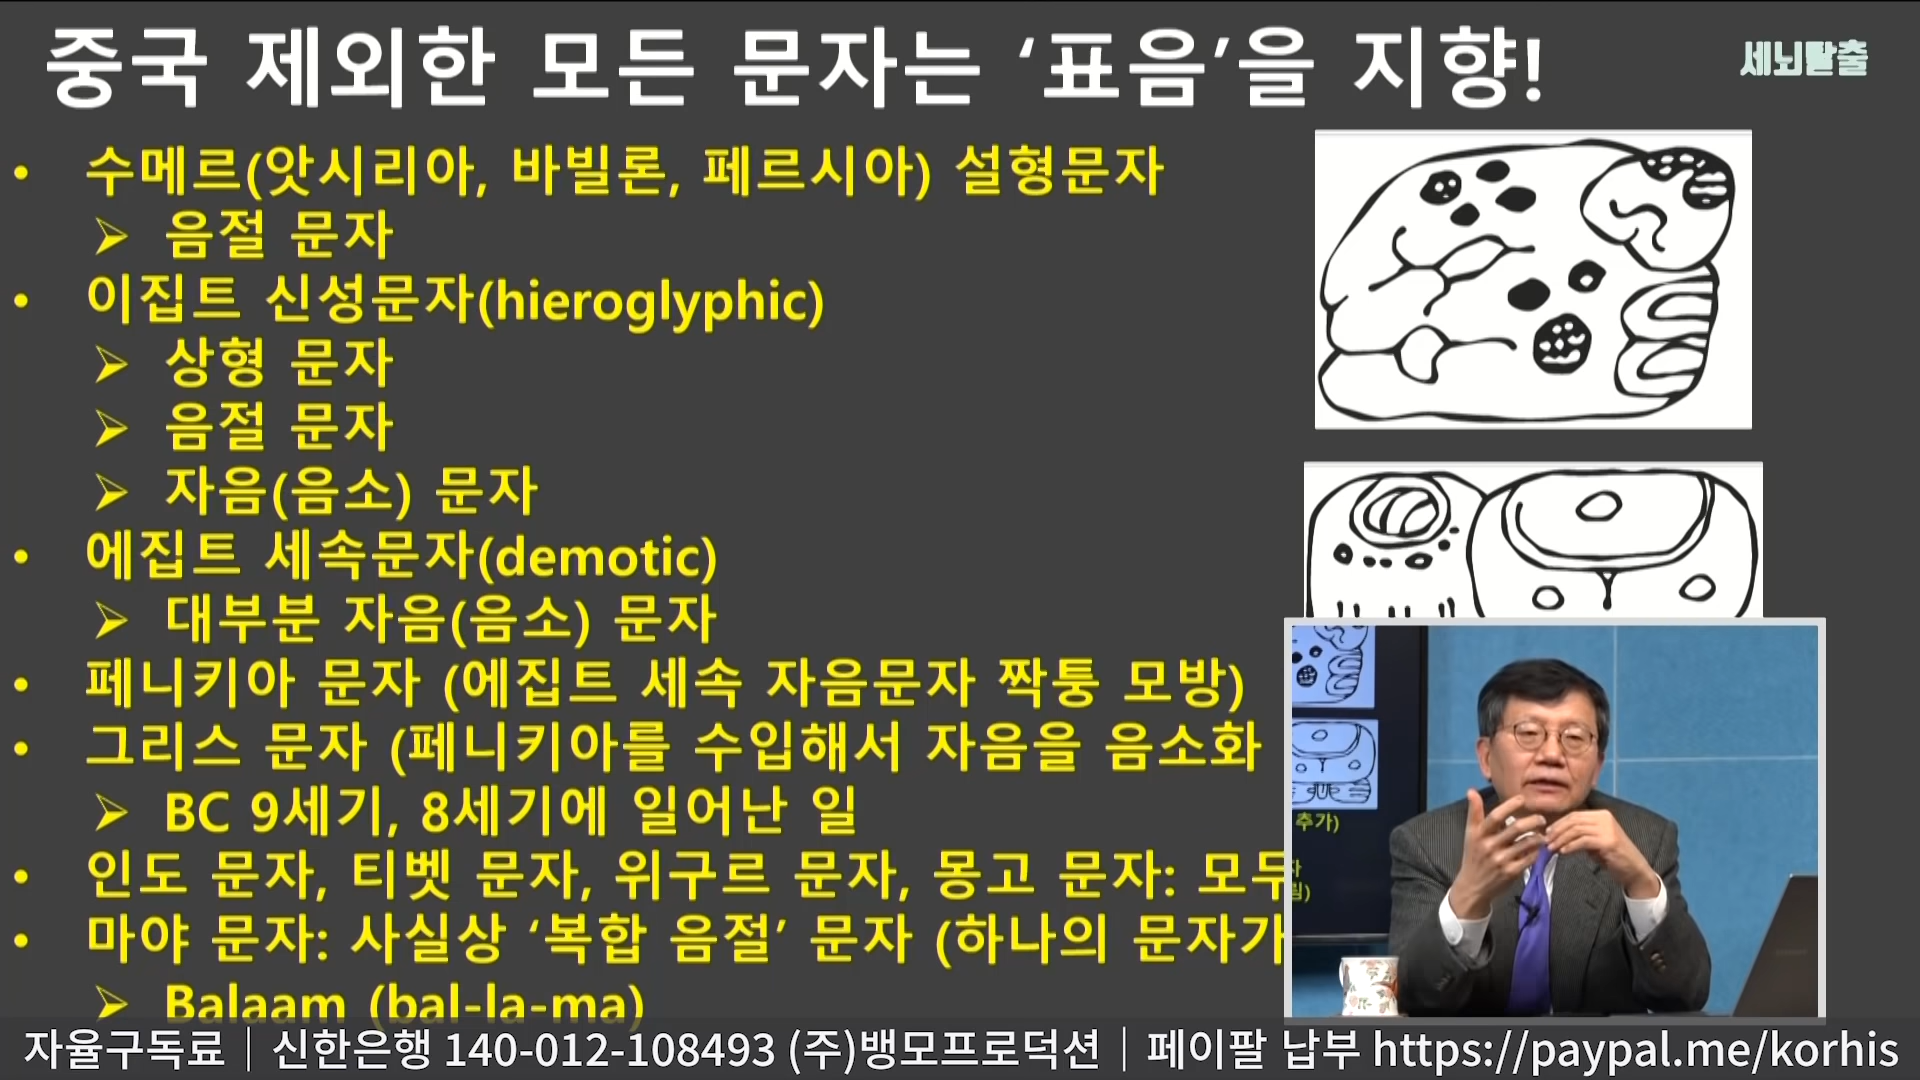 중국 제외한 모든 문자는 ‘표음’을 지향!
세뇌탈출
• 수메르(앗시리아, 바빌론, 페르시아) 설형문자
➢ 음절 문자
• 이집트 신성문자(hieroglyphic)
➢ 상형 문자
➢ 음절 문자
➢ 자음(음소) 문자
• 에집트 세속문자(demotic)
➢ 대부분 자음(음소) 문자
• 페니키아 문자 (에집트 세속 자음문자 짝퉁 모방)
• 그리스 문자 (페니키아를 수입해서 자음을 음소화
➢ BC 9세기, 8세기에 일어난 일
• 인도 문자, 티벳 문자, 위구르 문자, 몽고 문자: 모두
• 마야 문자: 사실상 ‘복합 음절’ 문자 (하나의 문자가
➢ Balaam (bal-la-ma)
추가)
자율구독료｜신한은행 140-012-108493 (주)뱅모프로덕션｜페이팔 납부 https://paypal.me/korhis